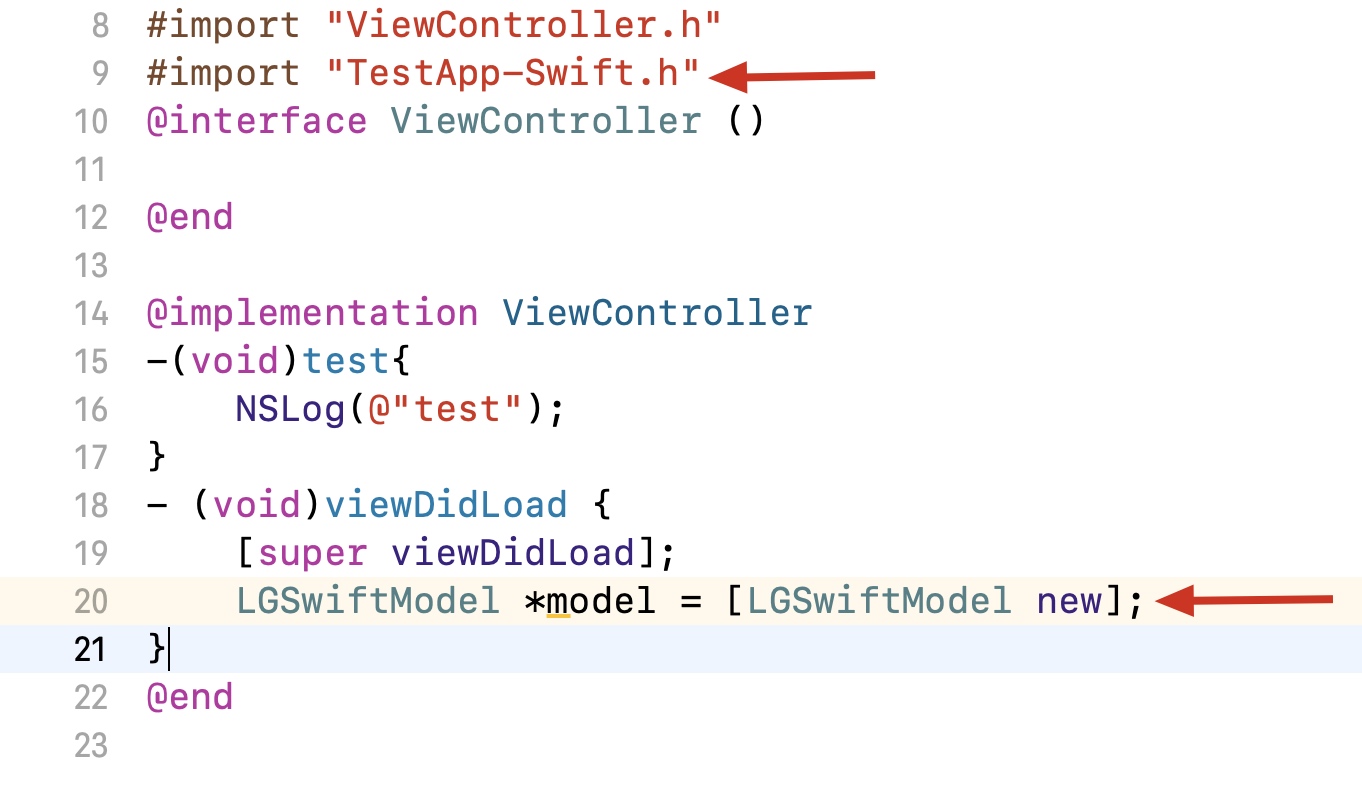 8 #import "ViewController.h"
9 #import "TestApp-Swift.h"
10 @interface ViewController ()
11
12 @end
13
14 @implementation ViewController
15 -(void)test{
16     NSLog(@"test");
17 }
18 - (void)viewDidLoad {
19     [super viewDidLoad];
20     LGSwiftModel *model = [LGSwiftModel new];
21 }
22 @end
23